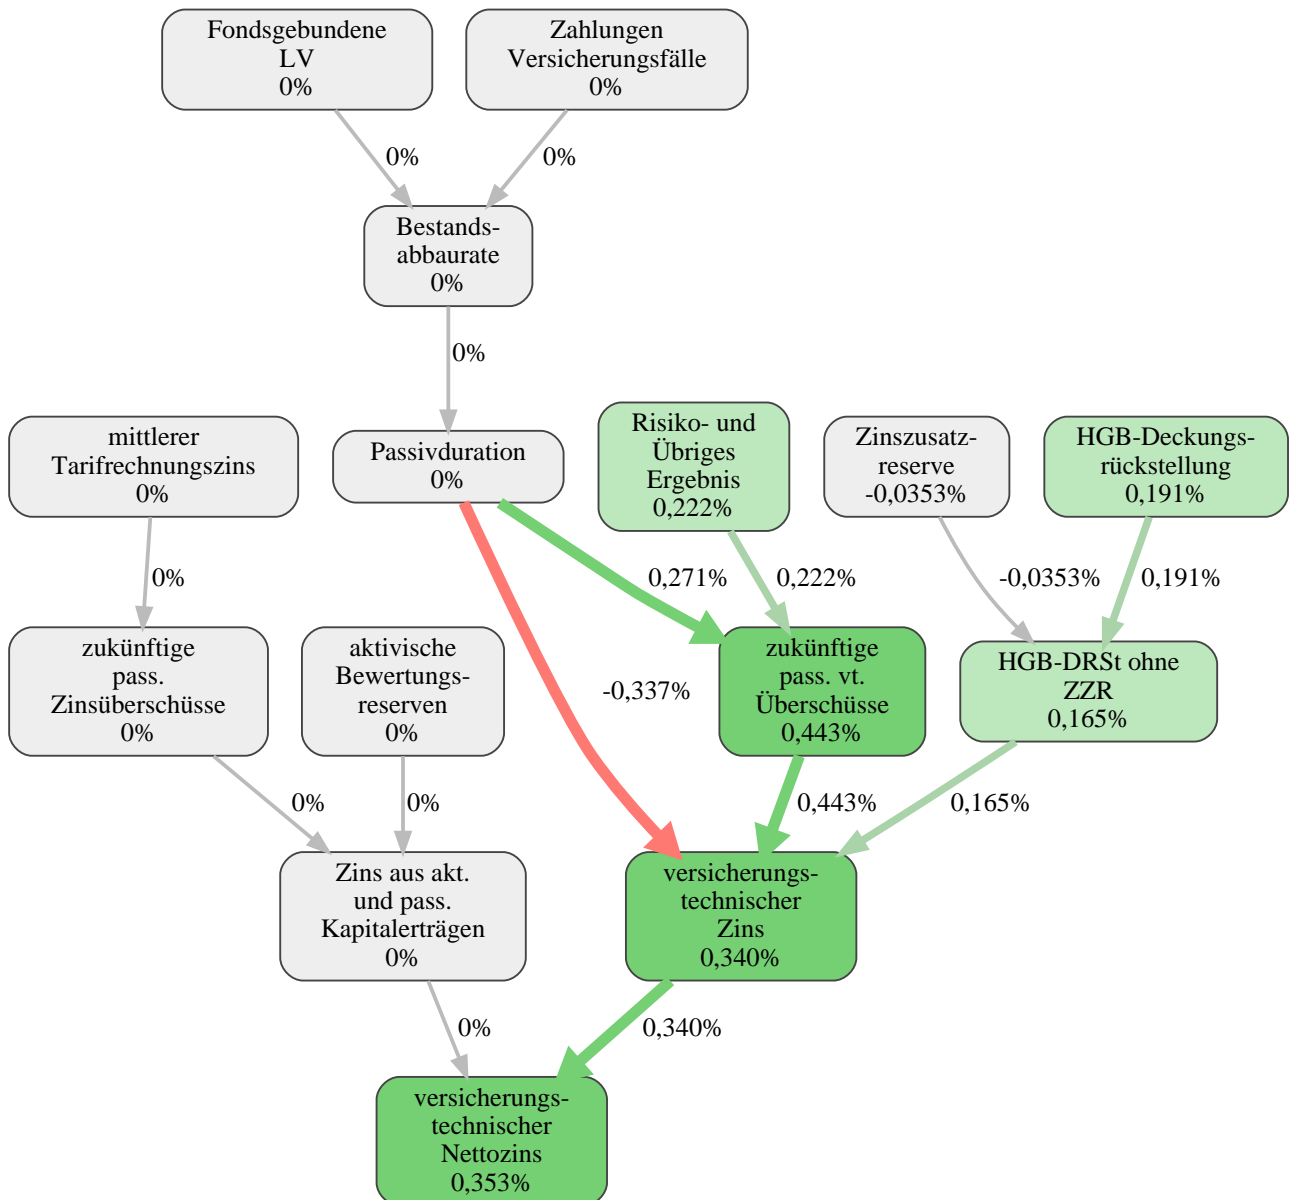 Fondsgebundene
LV
0%
Zahlungen
Versicherungsfälle
0%
0%
0%
Bestands-
abbaurate
0%
0%
mittlerer
Tarifrechnungszins
0%
Passivduration
0%
Risiko- und
Übriges
Ergebnis
0,222%
Zinszusatz-
reserve
-0,0353%
HGB-Deckungs-
rückstellung
0,191%
0%
0,271%
0,222%
-0,0353%
0,191%
zukünftige
pass.
Zinsüberschüsse
0%
aktivische
Bewertungs-
reserven
0%
-0,337%
zukünftige
pass. vt.
Überschüsse
0,443%
HGB-DRSt ohne
ZZR
0,165%
0%
0%
0,443%
0,165%
Zins aus akt.
und pass.
Kapitalerträgen
0%
versicherungs-
technischer
Zins
0,340%
0%
0,340%
versicherungs-
technischer
Nettozins
0,353%